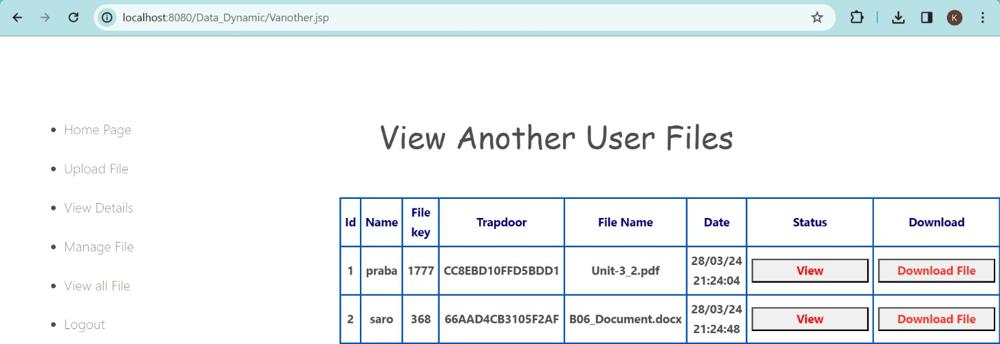 localhost:8080/Data_Dynamic/Vanother.jsp
K
Home Page
Upload File
View Details
Manage File
View all File
Logout
View Another User Files
Id Name File key Trapdoor File Name Date Status Download
1 praba 1777 CC8EBD10FFD5BDD1 Unit-3_2.pdf 28/03/24 21:24:04 View Download File
2 saro 368 66AAD4CB3105F2AF B06_Document.docx 28/03/24 21:24:48 View Download File